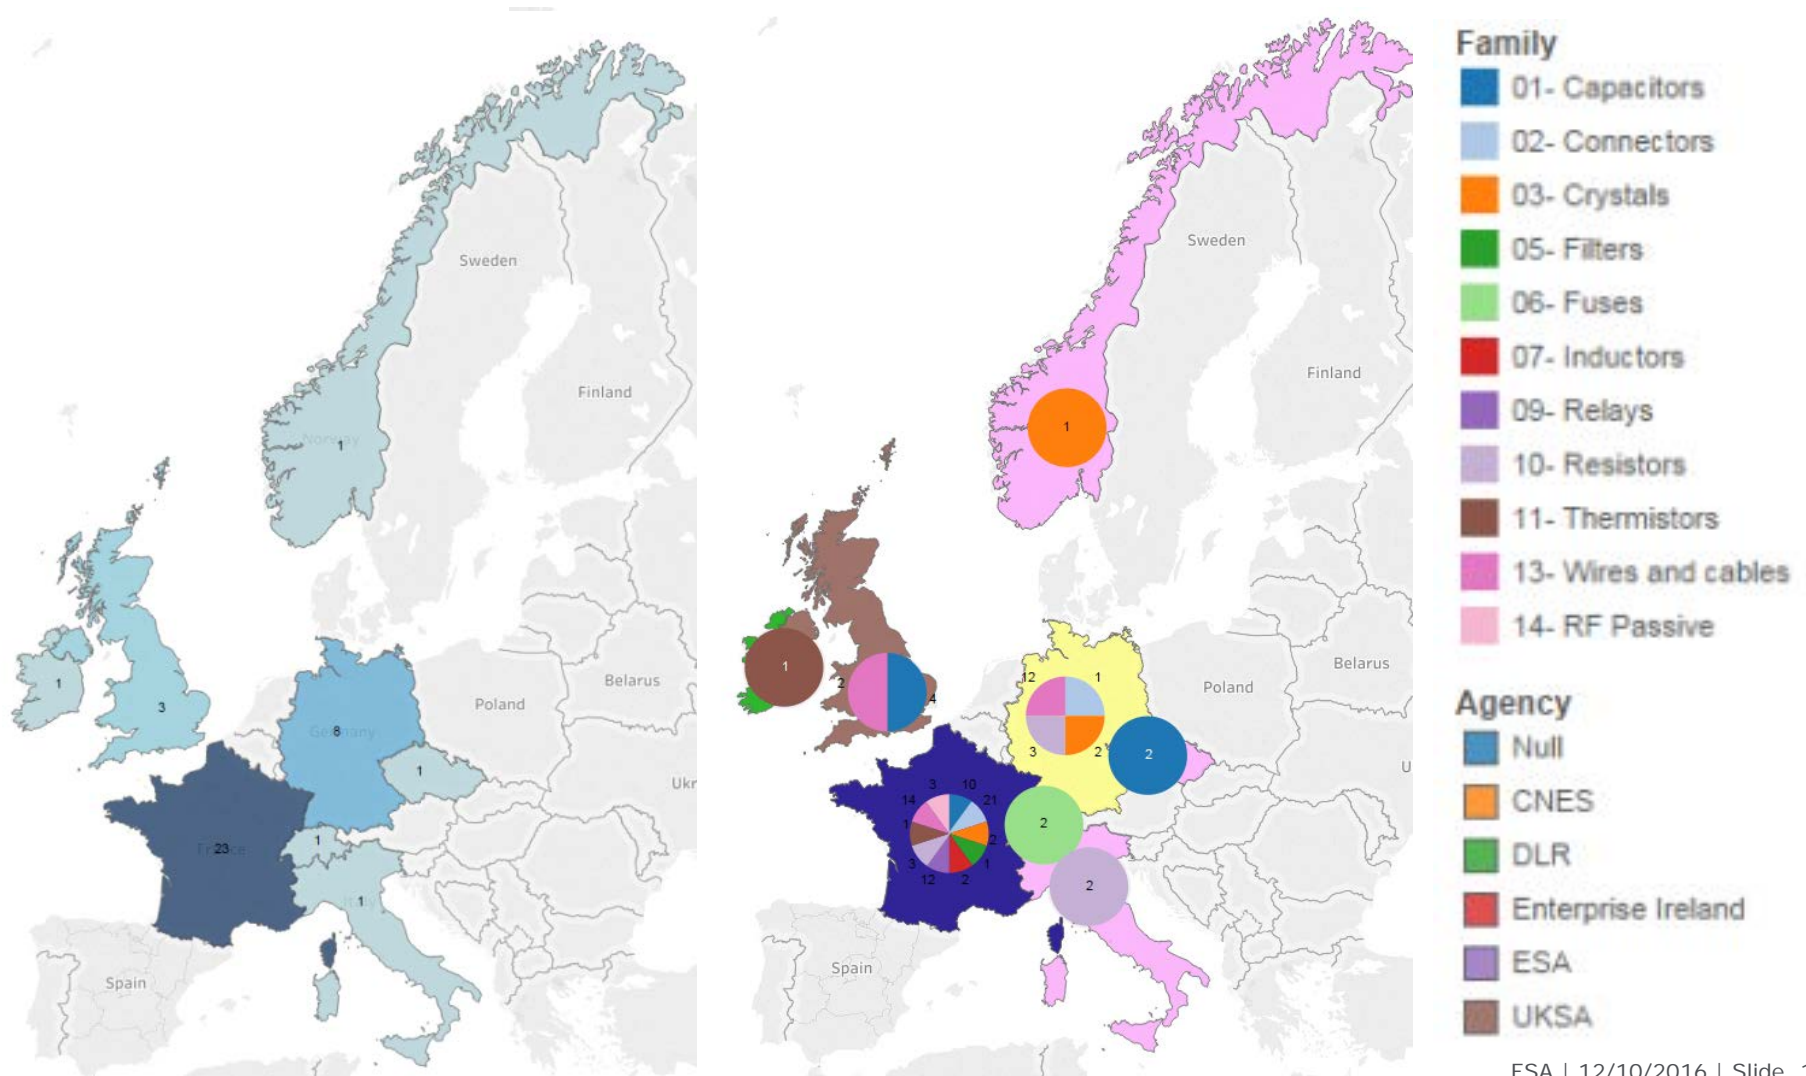 Sweden
Finland
Norway
1
1
3
Germany
8
Poland
Belarus
1
Ukr
France
23
1
Italy
1
Spain
Sweden
Finland
1
1
2
4
12
1
3
2
Poland
Belarus
2
U
3
10
14
21
1
2
3
1
12
2
2
2
Spain
Family
01- Capacitors
02- Connectors
03- Crystals
05- Filters
06- Fuses
07- Inductors
09- Relays
10- Resistors
11- Thermistors
13- Wires and cables
14- RF Passive
Agency
Null
CNES
DLR
Enterprise Ireland
ESA
UKSA
ESA | 12/10/2016 | Slide